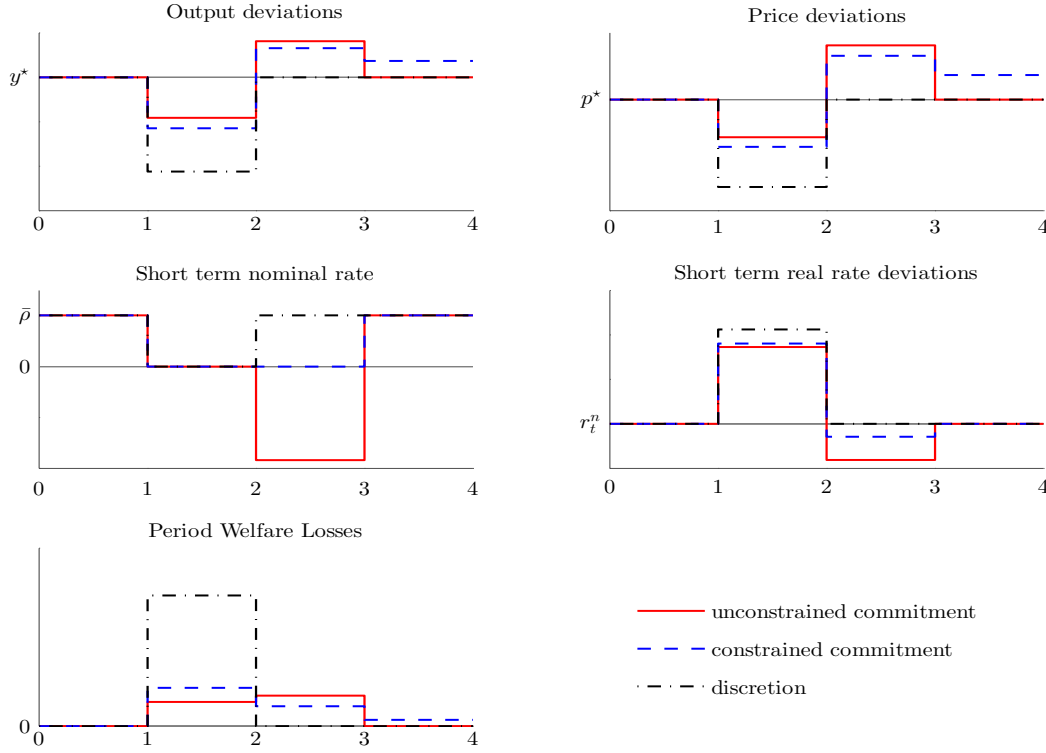 Output deviations
y⋆
0 1 2 3 4
Price deviations
p⋆
0 1 2 3 4
Short term nominal rate
ρ̄
0
0 1 2 3 4
Short term real rate deviations
rₜⁿ
0 1 2 3 4
Period Welfare Losses
0
0 1 2 3 4
unconstrained commitment
constrained commitment
discretion